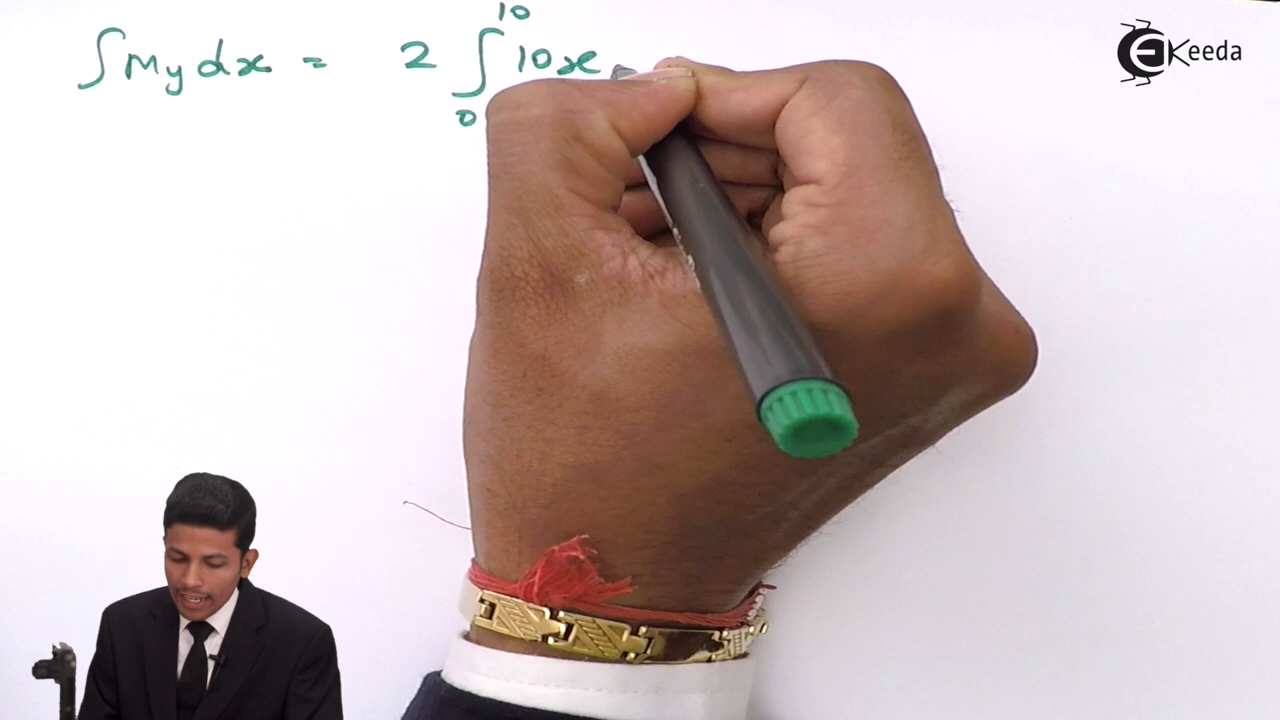 ∫ My dx = 2 ∫₀¹⁰ 10x
Ekeeda